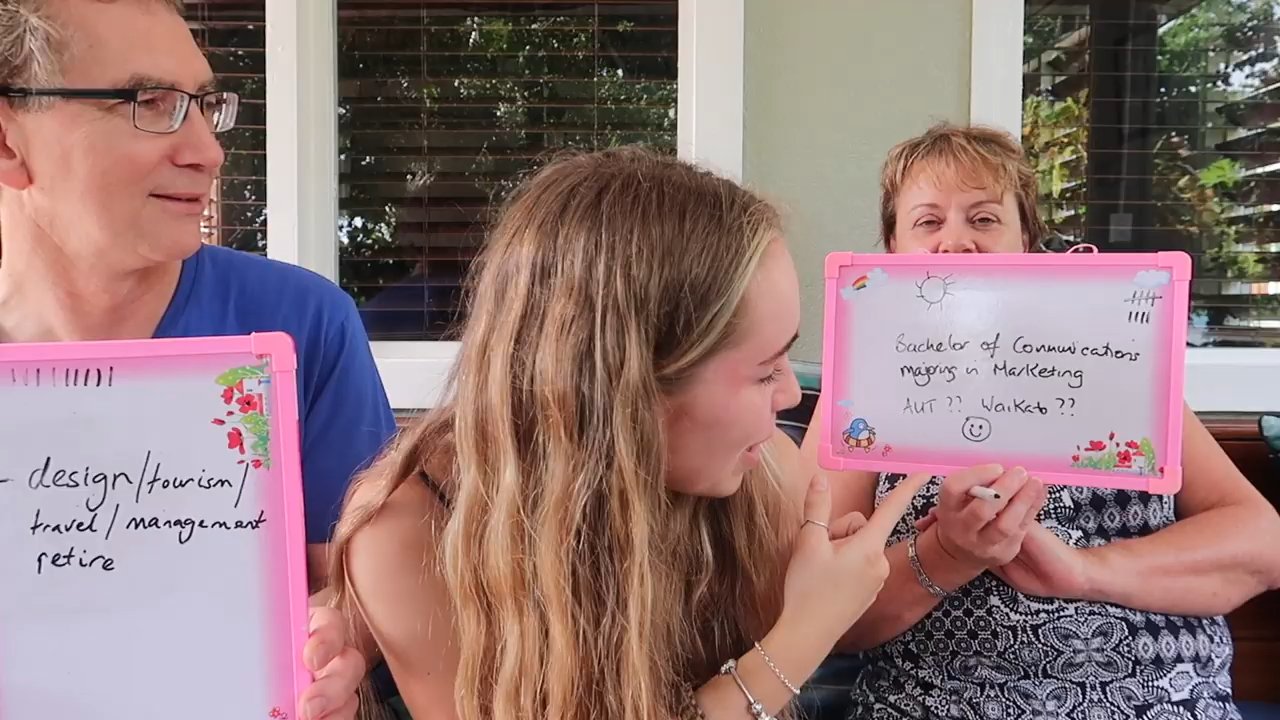 - design/tourism/
travel/management
retire
Bachelor of Communications
majoring in Marketing
AUT ?? Waikato ??